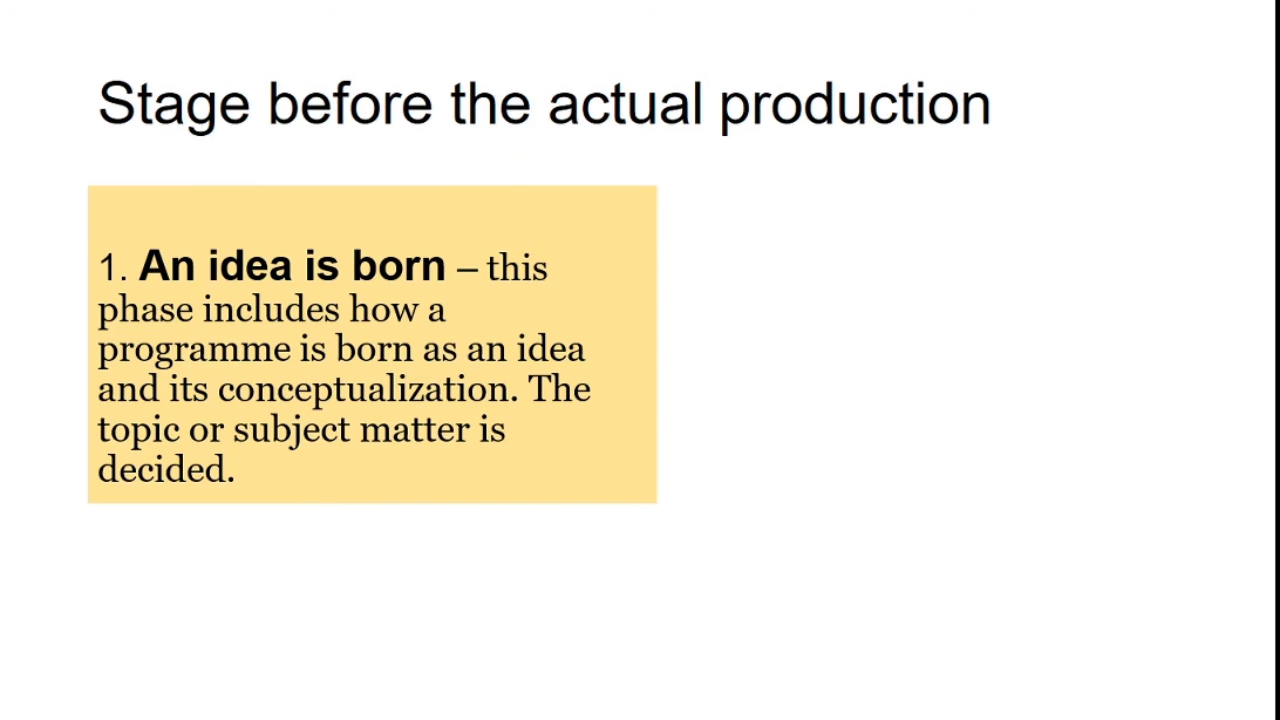 Stage before the actual production
1. An idea is born – this
phase includes how a
programme is born as an idea
and its conceptualization. The
topic or subject matter is
decided.